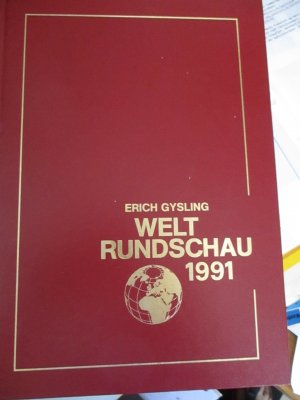 ERICH GYSLING
WELT
RUNDSCHAU
1991